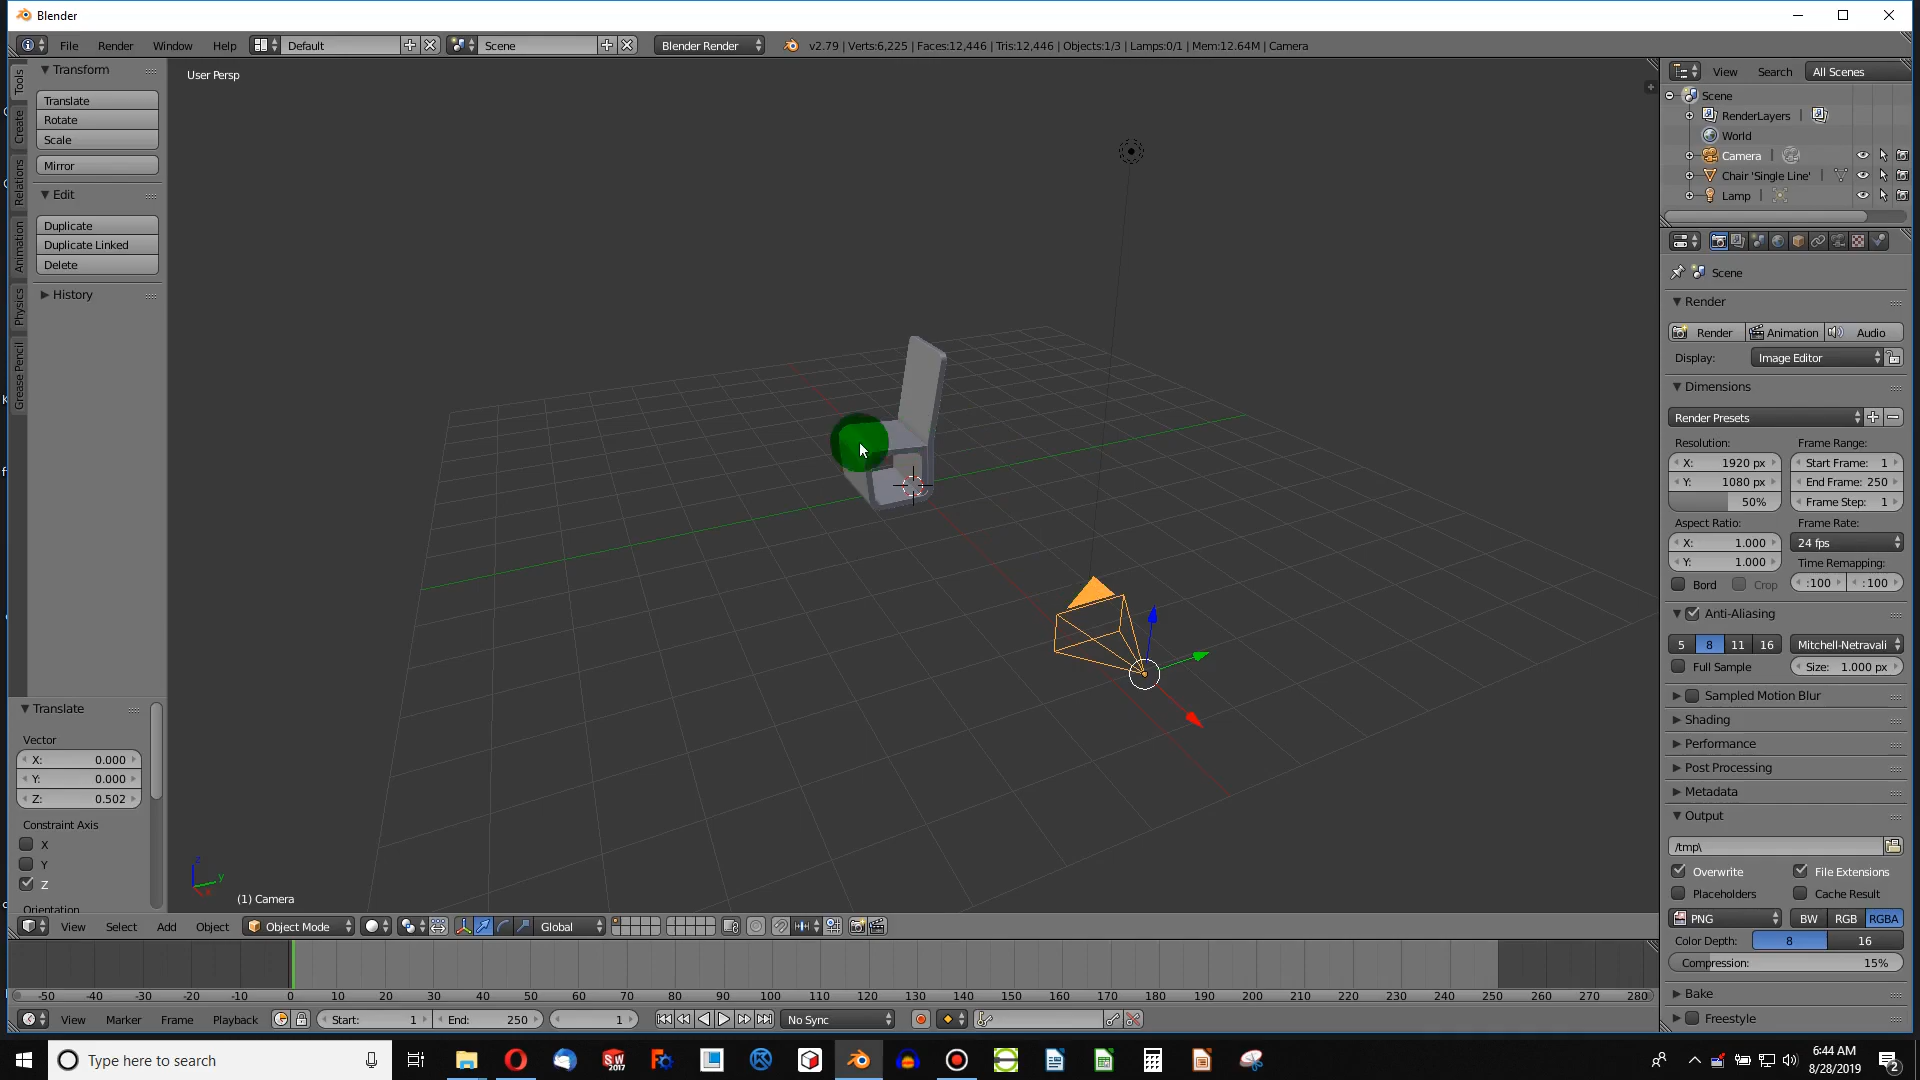 Blender
File Render Window Help Default Scene Blender Render v2.79 | Verts:6,225 | Faces:12,446 | Tris:12,446 | Objects:1/3 | Lamps:0/1 | Mem:12.64M | Camera
Tools
Create
Relations
Animation
Physics
Grease Pencil
Transform
Translate
Rotate
Scale
Mirror
Edit
Duplicate
Duplicate Linked
Delete
History
Translate
Vector
X: 0.000
Y: 0.000
Z: 0.502
Constraint Axis
X
Y
Z
Orientation
User Persp
z
y
(1) Camera
View Select Add Object Object Mode Global
-50 -40 -30 -20 -10 0 10 20 30 40 50 60 70 80 90 100 110 120 130 140 150 160 170 180 190 200 210 220 230 240 250 260 270 280
View Marker Frame Playback Start: 1 End: 250 1 No Sync
View Search All Scenes
Scene
RenderLayers |
World
Camera |
Chair 'Single Line' |
Lamp |
Scene
Render
Render Animation Audio
Display: Image Editor
Dimensions
Render Presets
Resolution: Frame Range:
X: 1920 px Start Frame: 1
Y: 1080 px End Frame: 250
50% Frame Step: 1
Aspect Ratio: Frame Rate:
X: 1.000 24 fps
Y: 1.000 Time Remapping:
Bord Crop :100 :100
Anti-Aliasing
5 8 11 16 Mitchell-Netravali
Full Sample Size: 1.000 px
Sampled Motion Blur
Shading
Performance
Post Processing
Metadata
Output
/tmp\
Overwrite File Extensions
Placeholders Cache Result
PNG BW RGB RGBA
Color Depth: 8 16
Compression: 15%
Bake
Freestyle
Type here to search
SW
2017
6:44 AM
8/28/2019
2